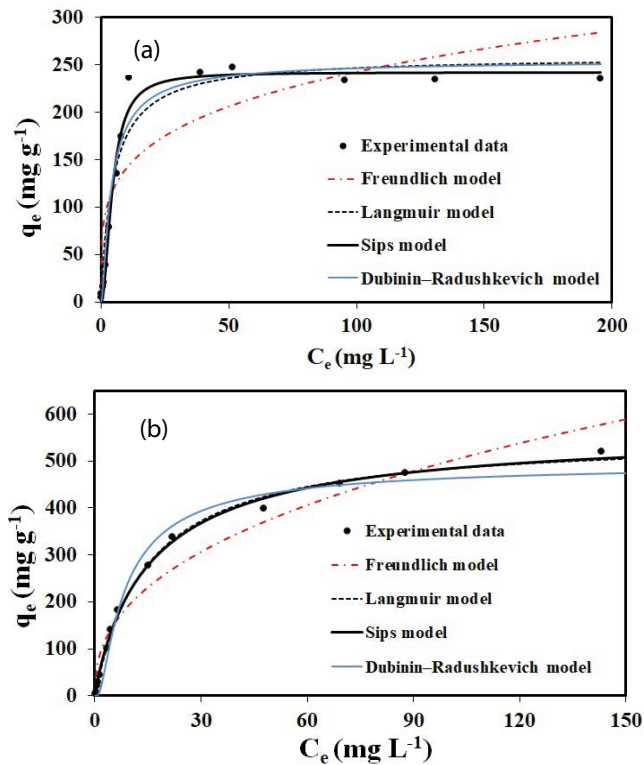 (a)
300
250
200
150
100
50
0
qe (mg g-1)
Experimental data
Freundlich model
Langmuir model
Sips model
Dubinin–Radushkevich model
0 50 100 150 200
Ce (mg L-1)
(b)
600
500
400
300
200
100
0
qe (mg g-1)
Experimental data
Freundlich model
Langmuir model
Sips model
Dubinin–Radushkevich model
0 30 60 90 120 150
Ce (mg L-1)